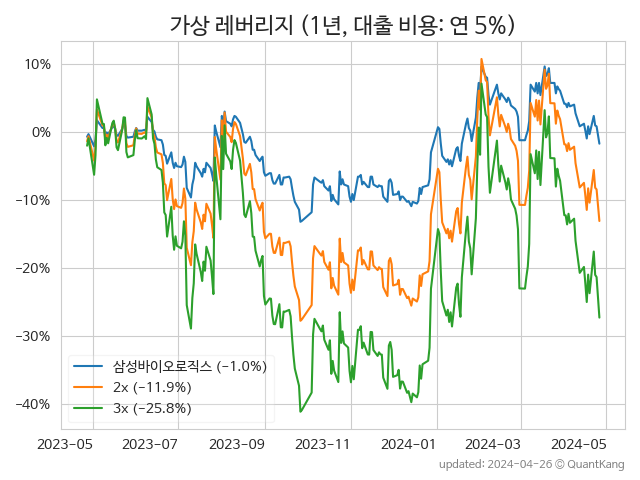 가상 레버리지 (1년, 대출 비용: 연 5%)
10%
0%
−10%
−20%
−30%
−40%
삼성바이오로직스 (−1.0%)
2x (−11.9%)
3x (−25.8%)
2023-05 2023-07 2023-09 2023-11 2024-01 2024-03 2024-05
updated: 2024-04-26 © QuantKang